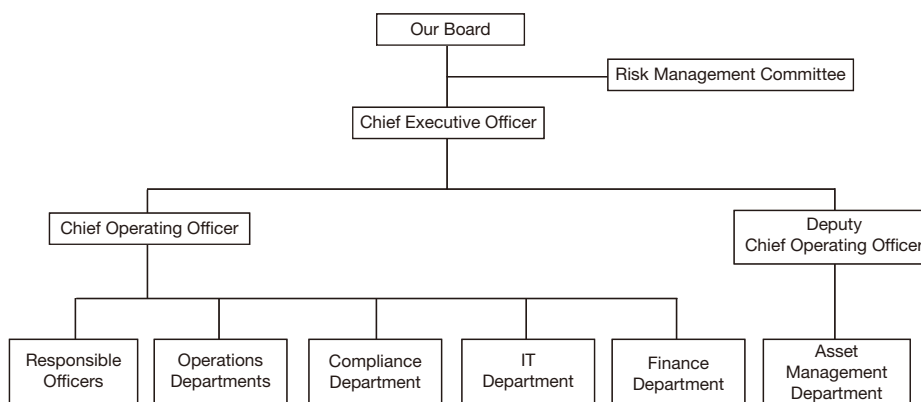 Our Board
Risk Management Committee
Chief Executive Officer
Chief Operating Officer
Deputy
Chief Operating Officer
Responsible
Officers
Operations
Departments
Compliance
Department
IT
Department
Finance
Department
Asset
Management
Department